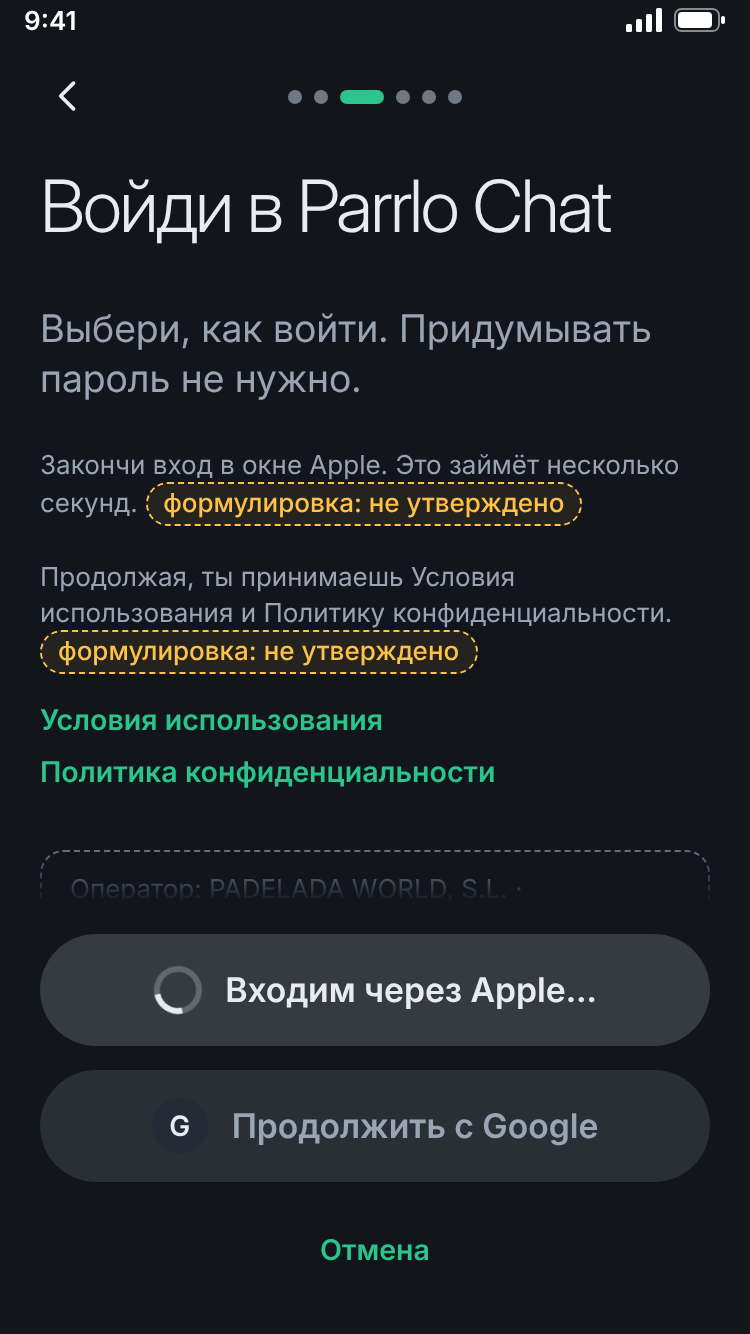 9:41
Войди в Parrlo Chat
Выбери, как войти. Придумывать
пароль не нужно.
Закончи вход в окне Apple. Это займёт несколько
секунд. формулировка: не утверждено
Продолжая, ты принимаешь Условия
использования и Политику конфиденциальности.
формулировка: не утверждено
Условия использования
Политика конфиденциальности
Оператор: PADELADA WORLD, S.L. ·
Входим через Apple...
G Продолжить с Google
Отмена